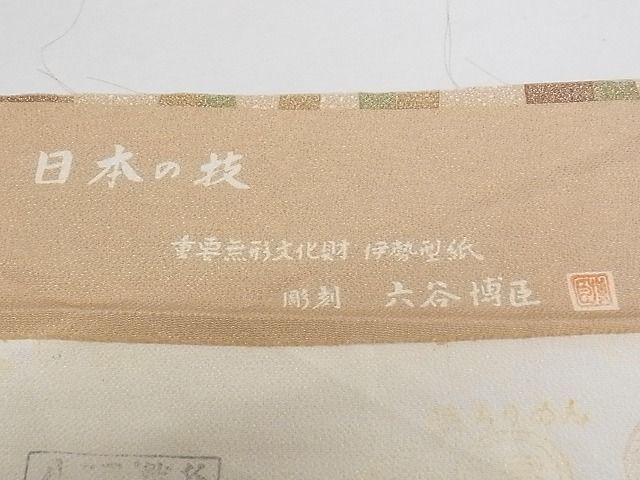 日本の技
重要無形文化財 伊勢型紙
彫刻 六谷博臣